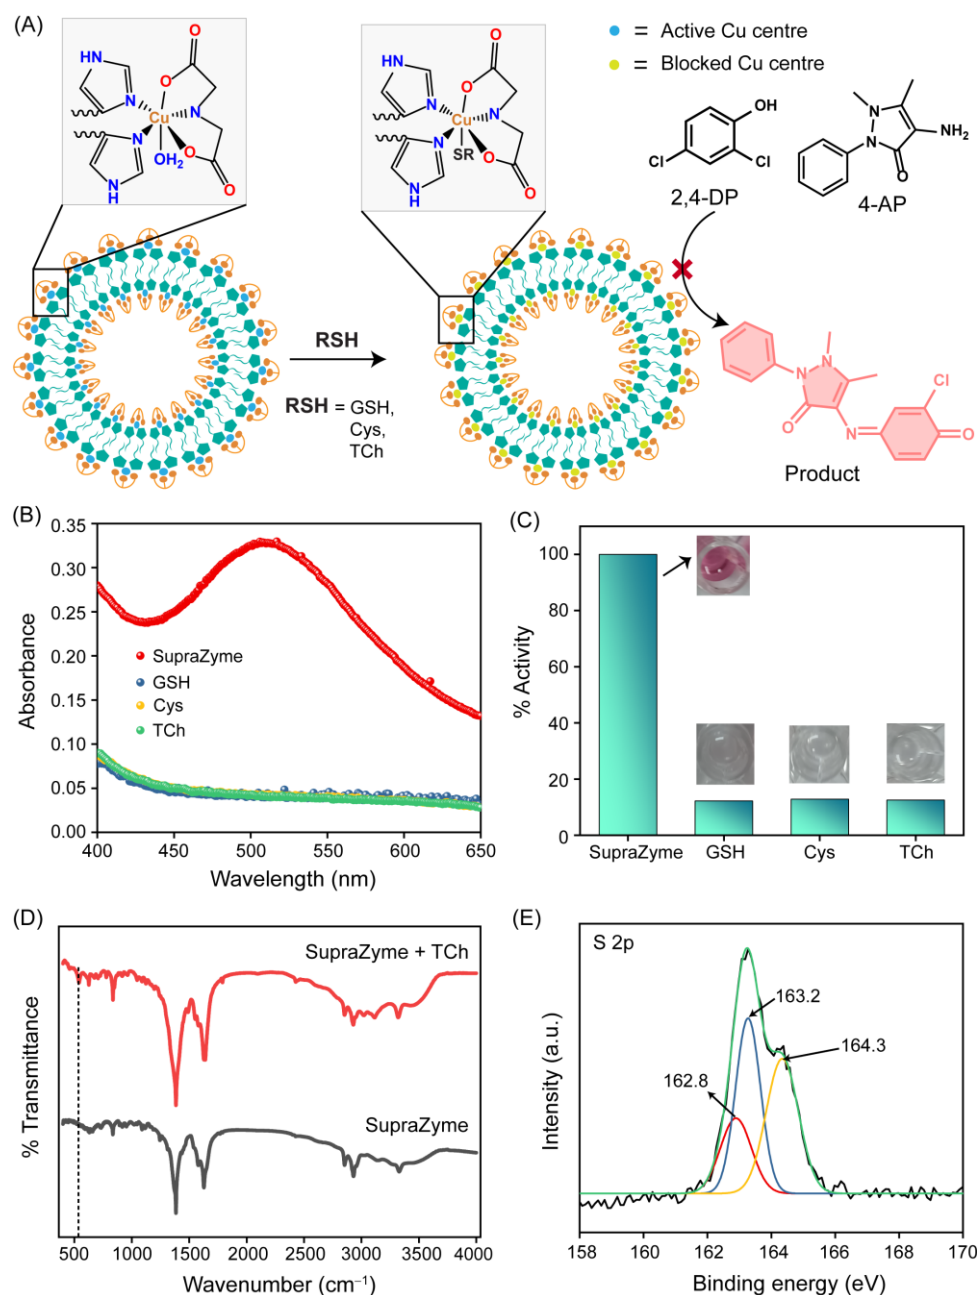 (A)
HN
N
N
H
Cu
N
O
O
O
O
OH₂
HN
N
N
H
Cu
N
O
O
O
O
SR
= Active Cu centre
= Blocked Cu centre
OH
Cl
Cl
2,4-DP
N
N
NH₂
O
4-AP
RSH
RSH = GSH,
Cys,
TCh
N
N
O
N
Cl
O
Product
(B)
Absorbance
0.35
0.30
0.25
0.20
0.15
0.10
0.05
0.00
SupraZyme
GSH
Cys
TCh
400
450
500
550
600
650
Wavelength (nm)
(C)
% Activity
100
80
60
40
20
0
SupraZyme
GSH
Cys
TCh
(D)
% Transmittance
SupraZyme + TCh
SupraZyme
500
1000
1500
2000
2500
3000
3500
4000
Wavenumber (cm⁻¹)
(E)
S 2p
Intensity (a.u.)
163.2
164.3
162.8
158
160
162
164
166
168
170
Binding energy (eV)